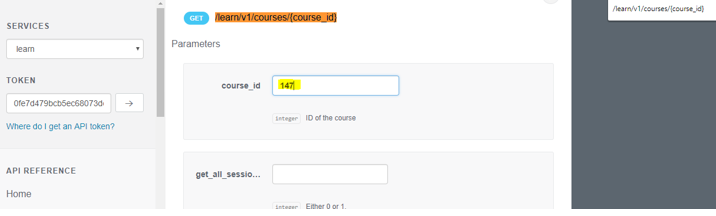 SERVICES
learn
TOKEN
0fe7d479bcb5ec68073d
Where do I get an API token?
API REFERENCE
Home
GET /learn/v1/courses/{course_id}
Parameters
course_id 147
integer ID of the course
get_all_sessio...
integer Either 0 or 1.
/learn/v1/courses/{course_id}